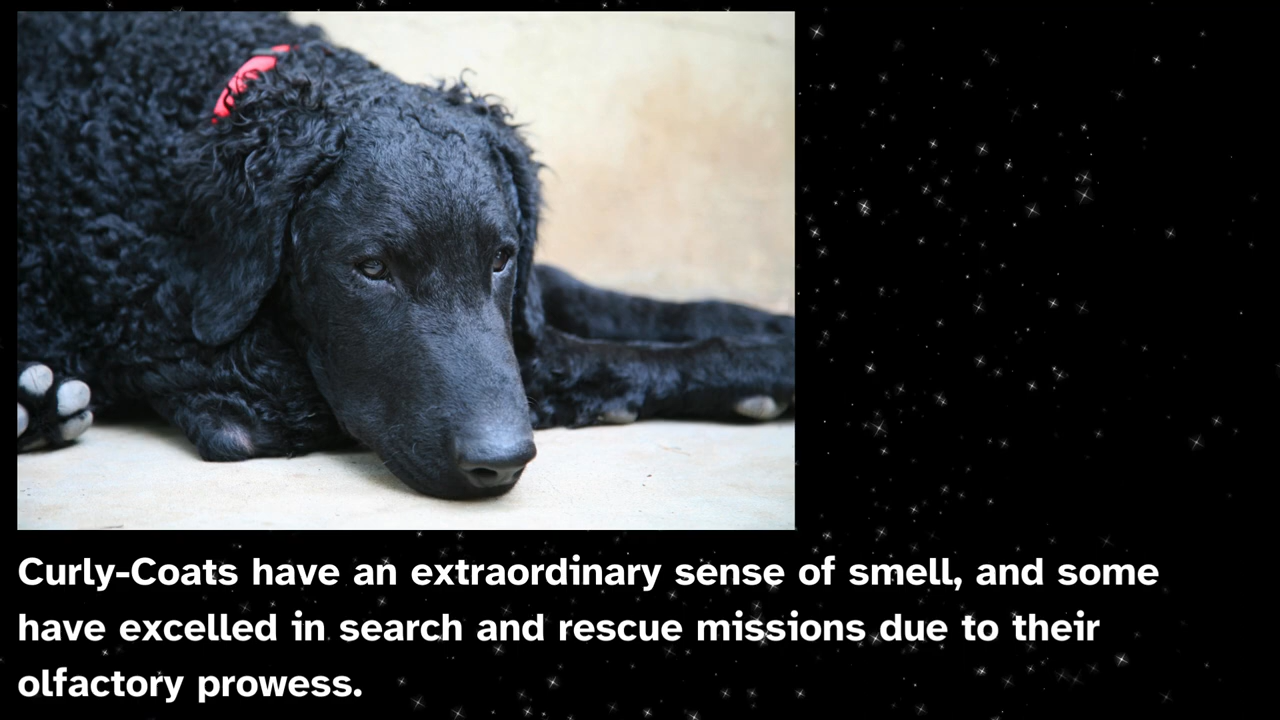 Curly-Coats have an extraordinary sense of smell, and some
have excelled in search and rescue missions due to their
olfactory prowess.